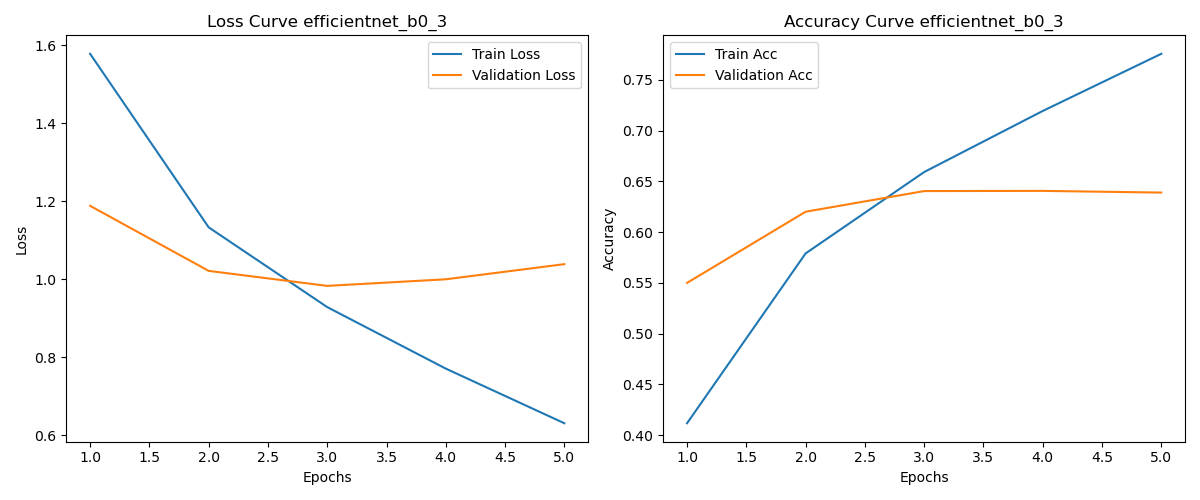 Loss Curve efficientnet_b0_3
Train Loss
Validation Loss
1.6
1.4
1.2
1.0
0.8
0.6
Loss
1.0 1.5 2.0 2.5 3.0 3.5 4.0 4.5 5.0
Epochs
Accuracy Curve efficientnet_b0_3
Train Acc
Validation Acc
0.75
0.70
0.65
0.60
0.55
0.50
0.45
0.40
Accuracy
1.0 1.5 2.0 2.5 3.0 3.5 4.0 4.5 5.0
Epochs